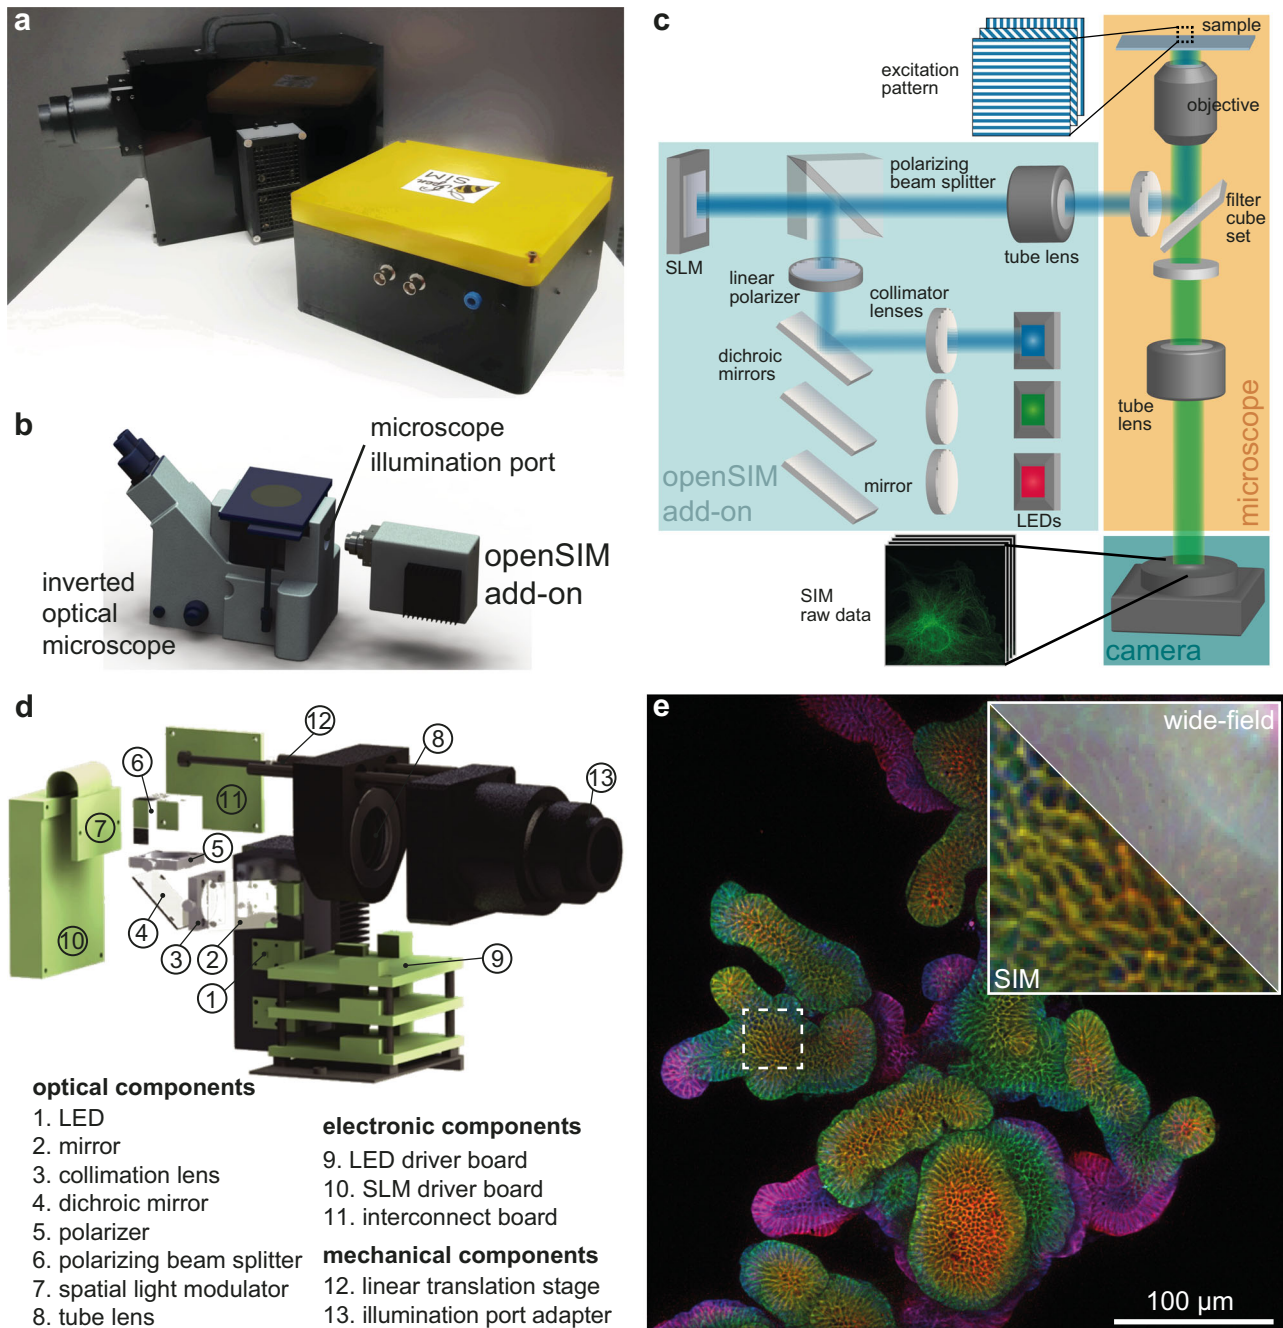 a
open
SIM
b
microscope
illumination port
openSIM
add-on
inverted
optical
microscope
c
sample
excitation
pattern
objective
polarizing
beam splitter
filter
cube
set
SLM
tube lens
linear
polarizer
collimator
lenses
dichroic
mirrors
tube
lens
mirror
openSIM
add-on
LEDs
microscope
SIM
raw data
camera
d
12
8
6
13
11
7
5
10
4
3
2
9
1
optical components
1. LED
2. mirror
3. collimation lens
4. dichroic mirror
5. polarizer
6. polarizing beam splitter
7. spatial light modulator
8. tube lens
electronic components
9. LED driver board
10. SLM driver board
11. interconnect board
mechanical components
12. linear translation stage
13. illumination port adapter
e
wide-field
SIM
100 µm